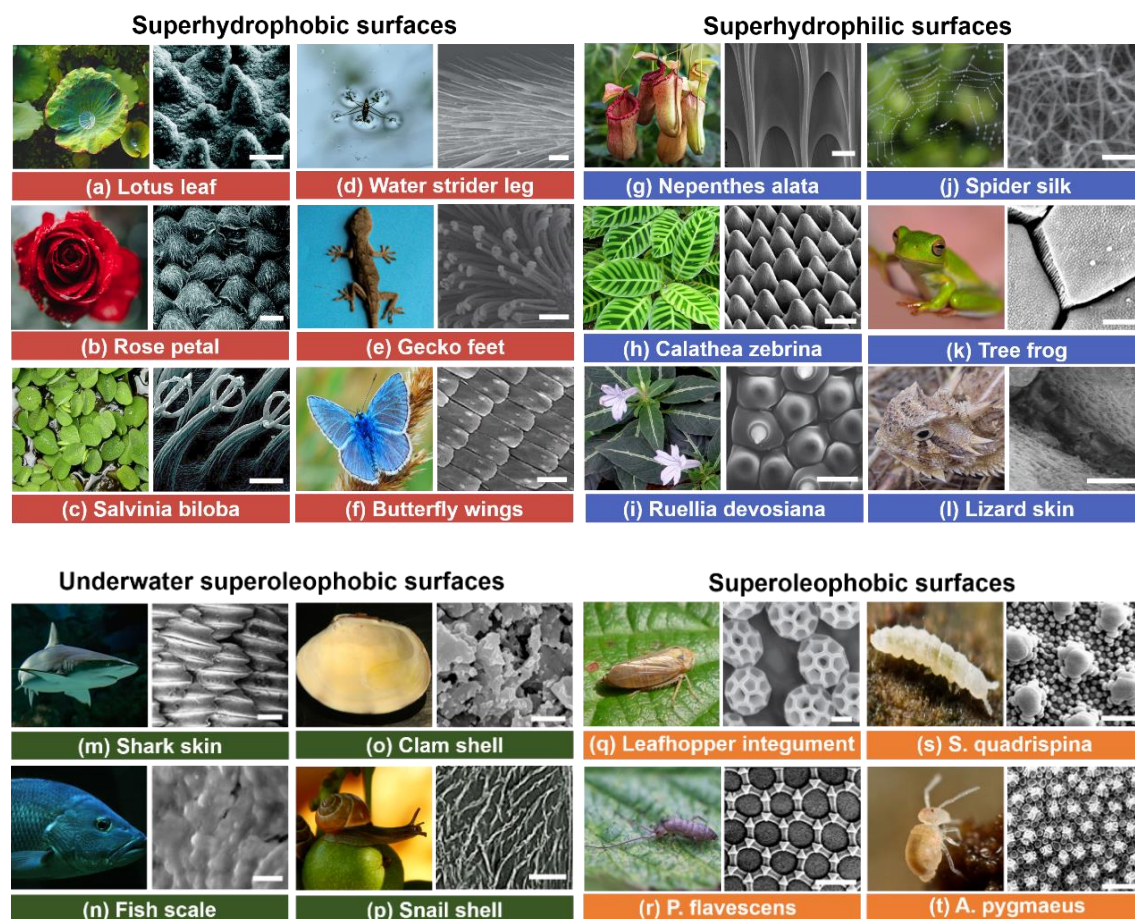 Superhydrophobic surfaces
Superhydrophilic surfaces
(a) Lotus leaf
(d) Water strider leg
(g) Nepenthes alata
(j) Spider silk
(b) Rose petal
(e) Gecko feet
(h) Calathea zebrina
(k) Tree frog
(c) Salvinia biloba
(f) Butterfly wings
(i) Ruellia devosiana
(l) Lizard skin
Underwater superoleophobic surfaces
Superoleophobic surfaces
(m) Shark skin
(o) Clam shell
(q) Leafhopper integument
(s) S. quadrispina
(n) Fish scale
(p) Snail shell
(r) P. flavescens
(t) A. pygmaeus